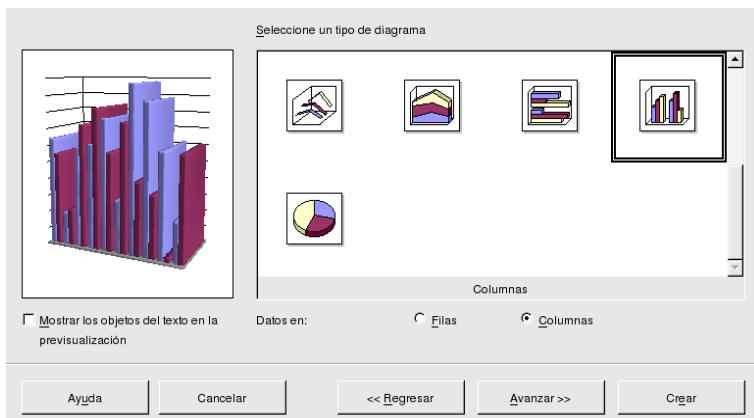 Seleccione un tipo de diagrama
Columnas
Mostrar los objetos del texto en la
previsualización
Datos en:
Filas
Columnas
Ayuda
Cancelar
<< Regresar
Avanzar >>
Crear